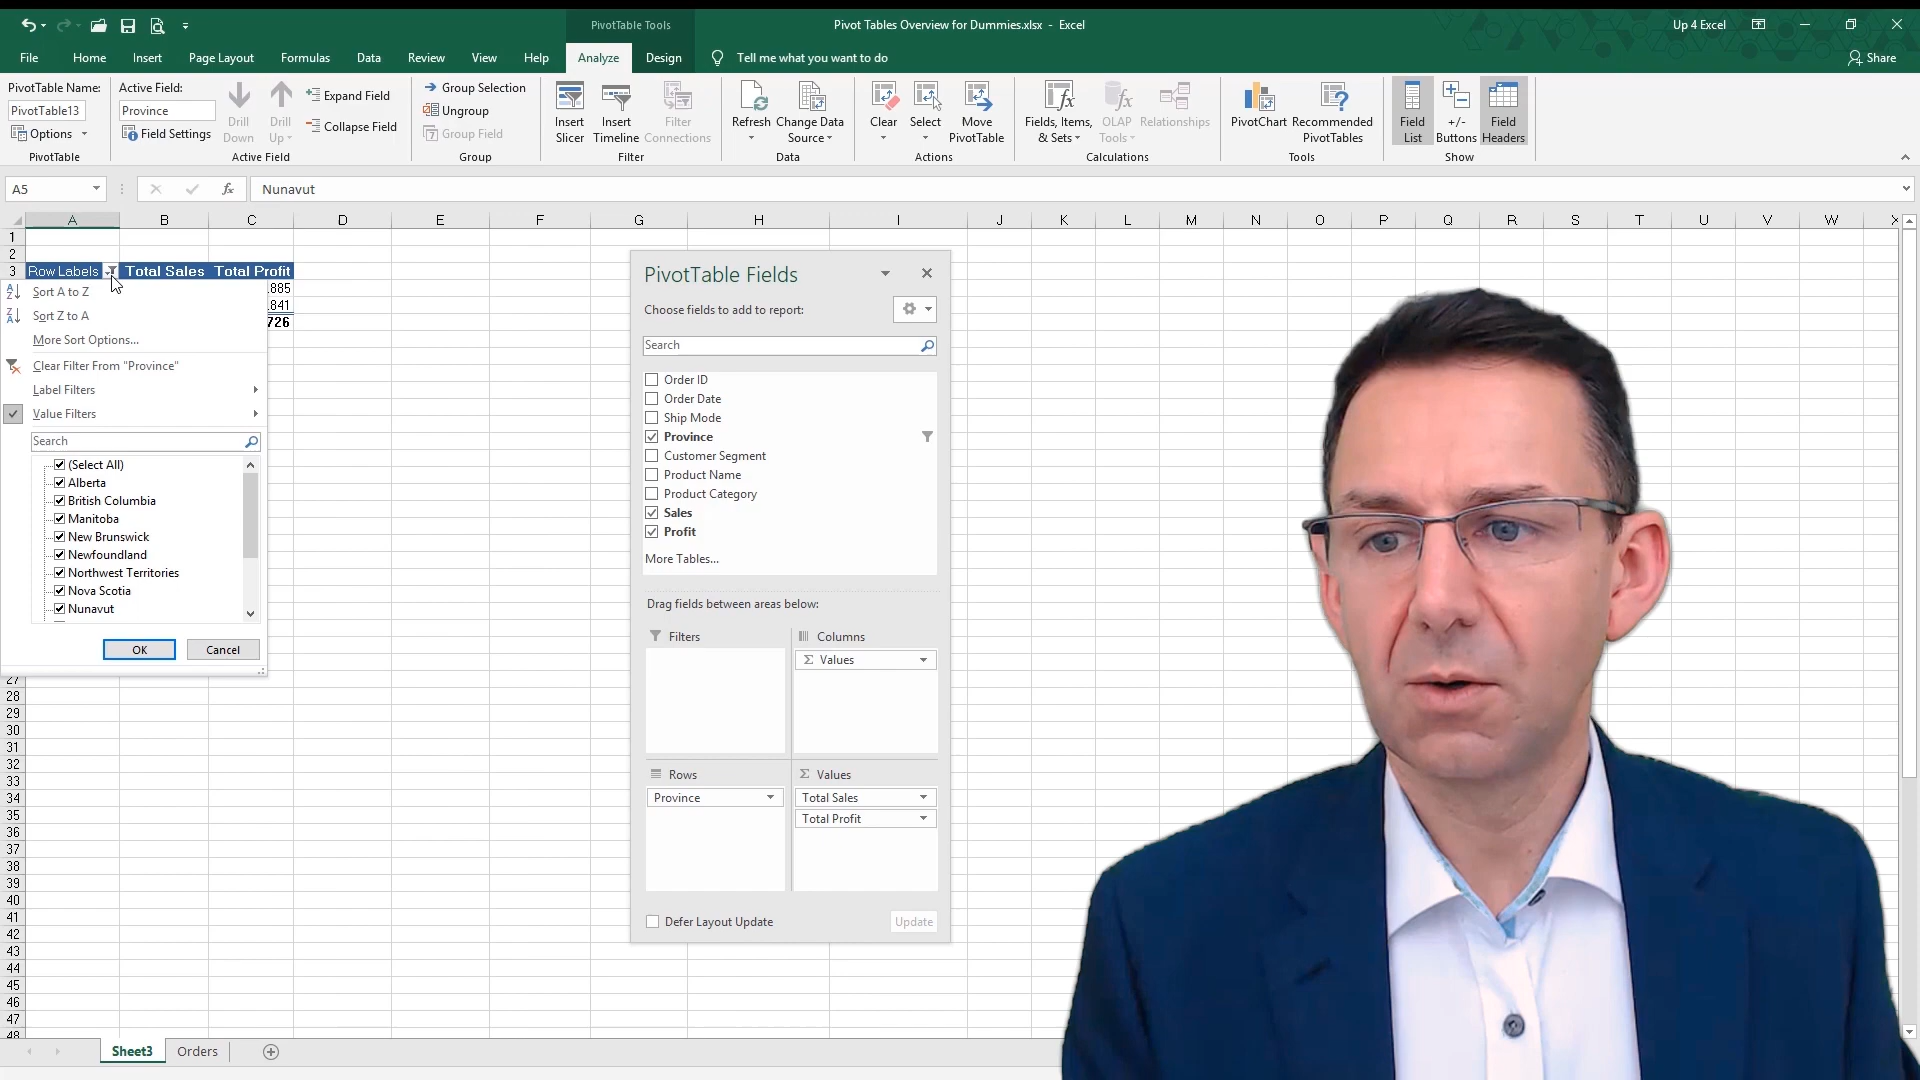 PivotTable Tools
Pivot Tables Overview for Dummies.xlsx - Excel
Up 4 Excel
File Home Insert Page Layout Formulas Data Review View Help Analyze Design Tell me what you want to do Share
PivotTable Name:
PivotTable13
Options
PivotTable
Active Field:
Province
Field Settings
Drill Down
Drill Up
Expand Field
Collapse Field
Active Field
Group Selection
Ungroup
Group Field
Group
Insert Slicer
Insert Timeline
Filter Connections
Filter
Refresh
Change Data Source
Data
Clear
Select
Move PivotTable
Actions
Fields, Items, & Sets
OLAP Tools
Relationships
Calculations
PivotChart
Recommended PivotTables
Tools
Field List
+/- Buttons
Field Headers
Show
A5
fx
Nunavut
A B C D E F G H I J K L M N O P Q R S T U V W X
1
2
3 Row Labels Total Sales Total Profit
.885
.841
726
Sort A to Z
Sort Z to A
More Sort Options...
Clear Filter From "Province"
Label Filters
Value Filters
Search
(Select All)
Alberta
British Columbia
Manitoba
New Brunswick
Newfoundland
Northwest Territories
Nova Scotia
Nunavut
OK Cancel
27
28
29
30
31
32
33
34
35
36
37
38
39
40
41
42
43
44
45
46
47
48
PivotTable Fields
Choose fields to add to report:
Search
Order ID
Order Date
Ship Mode
Province
Customer Segment
Product Name
Product Category
Sales
Profit
More Tables...
Drag fields between areas below:
Filters
Columns
Σ Values
Rows
Province
Σ Values
Total Sales
Total Profit
Defer Layout Update
Update
Sheet3 Orders